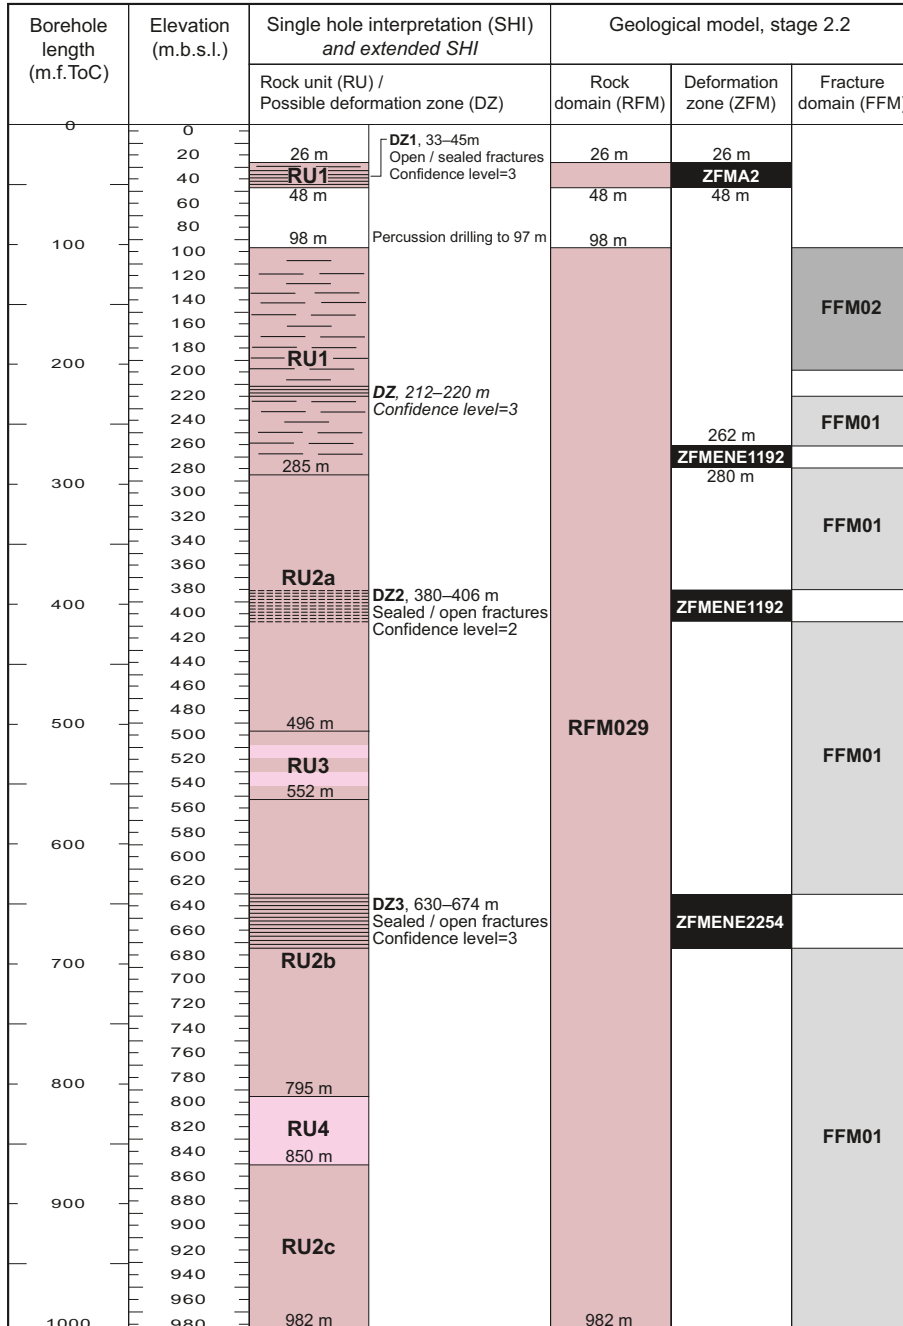 Borehole
length
(m.f.ToC)
Elevation
(m.b.s.l.)
Single hole interpretation (SHI)
and extended SHI
Geological model, stage 2.2
Rock unit (RU) /
Possible deformation zone (DZ)
Rock
domain (RFM)
Deformation
zone (ZFM)
Fracture
domain (FFM)
0
100
200
300
400
500
600
700
800
900
1000
0
20
40
60
80
100
120
140
160
180
200
220
240
260
280
300
320
340
360
380
400
420
440
460
480
500
520
540
560
580
600
620
640
660
680
700
720
740
760
780
800
820
840
860
880
900
920
940
960
980
26 m
RU1
48 m
98 m
RU1
285 m
RU2a
496 m
RU3
552 m
RU2b
795 m
RU4
850 m
RU2c
982 m
DZ1, 33–45m
Open / sealed fractures
Confidence level=3
Percussion drilling to 97 m
DZ, 212–220 m
Confidence level=3
DZ2, 380–406 m
Sealed / open fractures
Confidence level=2
DZ3, 630–674 m
Sealed / open fractures
Confidence level=3
26 m
48 m
98 m
RFM029
982 m
26 m
ZFMA2
48 m
262 m
ZFMENE1192
280 m
ZFMENE1192
ZFMENE2254
FFM02
FFM01
FFM01
FFM01
FFM01